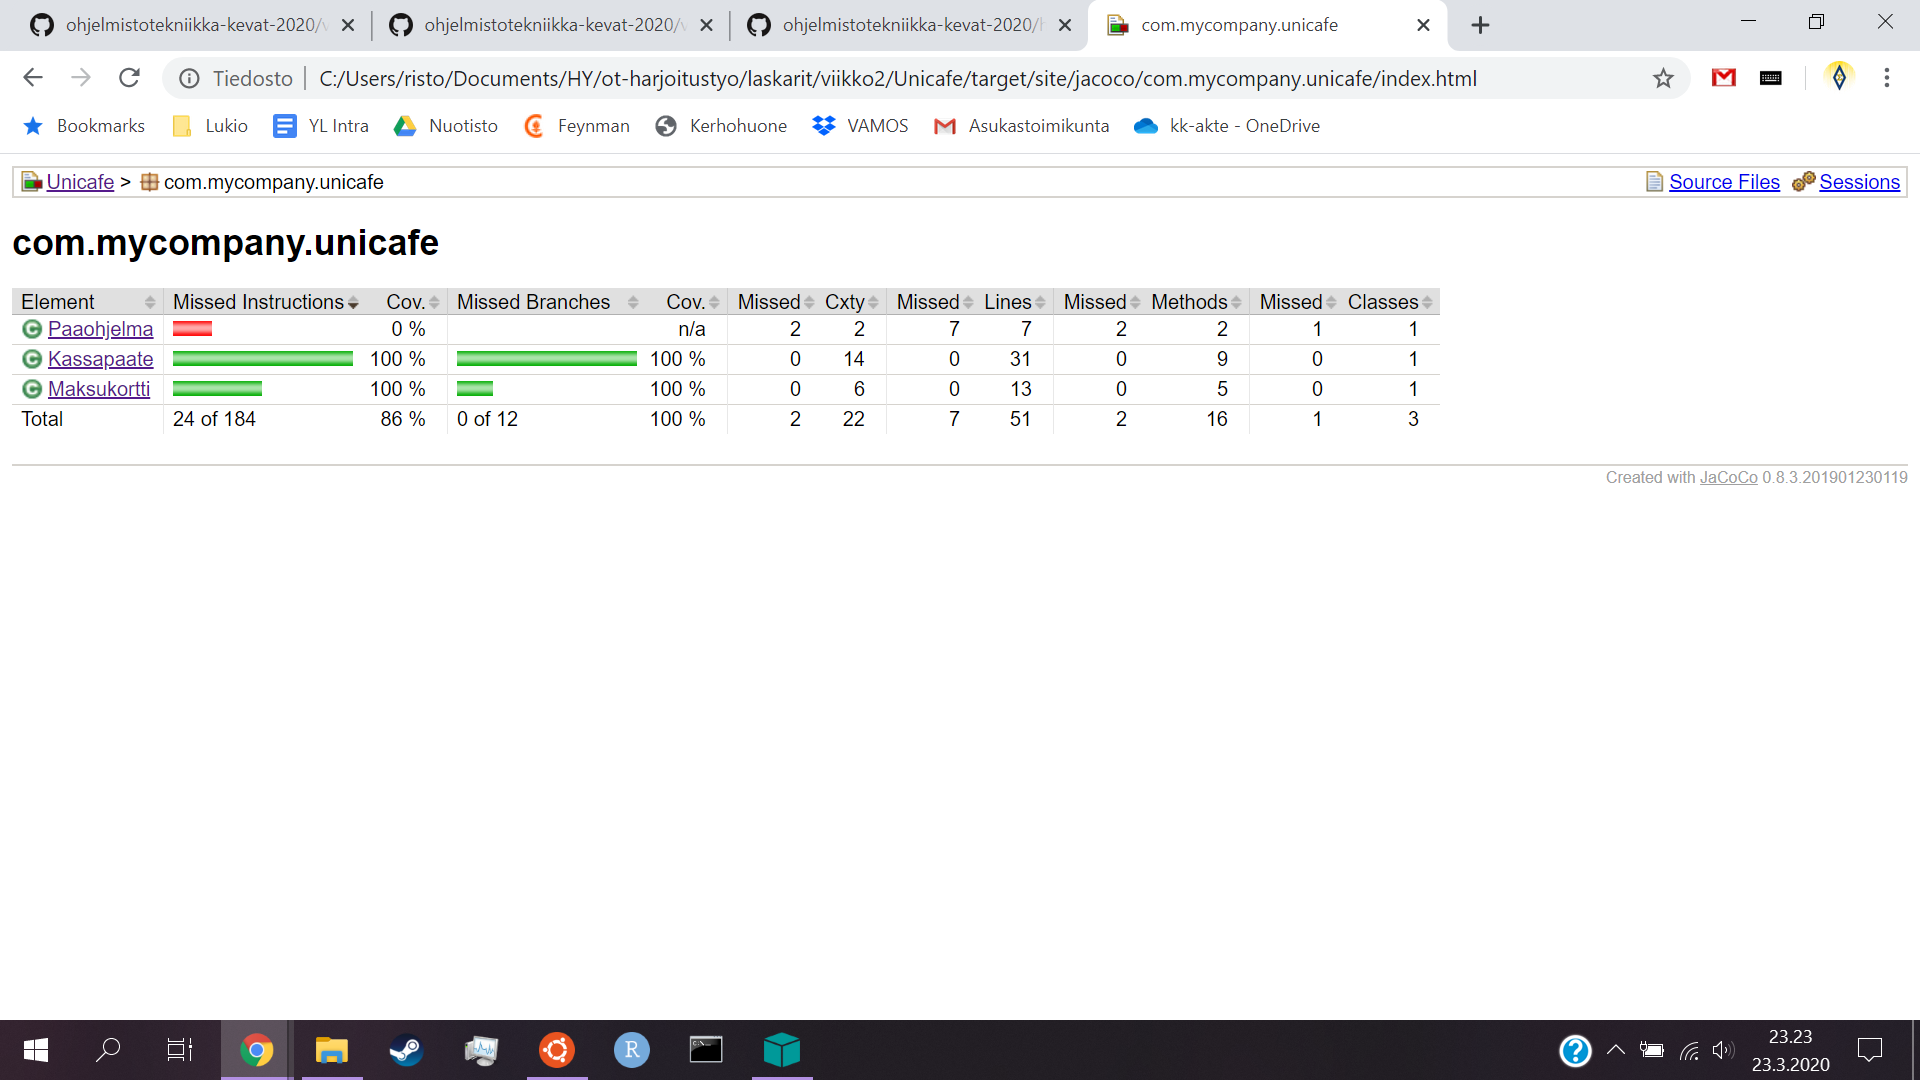 ohjelmistotekniikka-kevat-2020/v ohjelmistotekniikka-kevat-2020/v ohjelmistotekniikka-kevat-2020/h com.mycompany.unicafe
Tiedosto C:/Users/risto/Documents/HY/ot-harjoitustyo/laskarit/viikko2/Unicafe/target/site/jacoco/com.mycompany.unicafe/index.html
Bookmarks Lukio YL Intra Nuotisto Feynman Kerhohuone VAMOS Asukastoimikunta kk-akte - OneDrive
Unicafe > com.mycompany.unicafe Source Files Sessions
com.mycompany.unicafe
Element Missed Instructions Cov. Missed Branches Cov. Missed Cxty Missed Lines Missed Methods Missed Classes
Paaohjelma 0 % n/a 2 2 7 7 2 2 1 1
Kassapaate 100 % 100 % 0 14 0 31 0 9 0 1
Maksukortti 100 % 100 % 0 6 0 13 0 5 0 1
Total 24 of 184 86 % 0 of 12 100 % 2 22 7 51 2 16 1 3
Created with JaCoCo 0.8.3.201901230119
R
23.23
23.3.2020